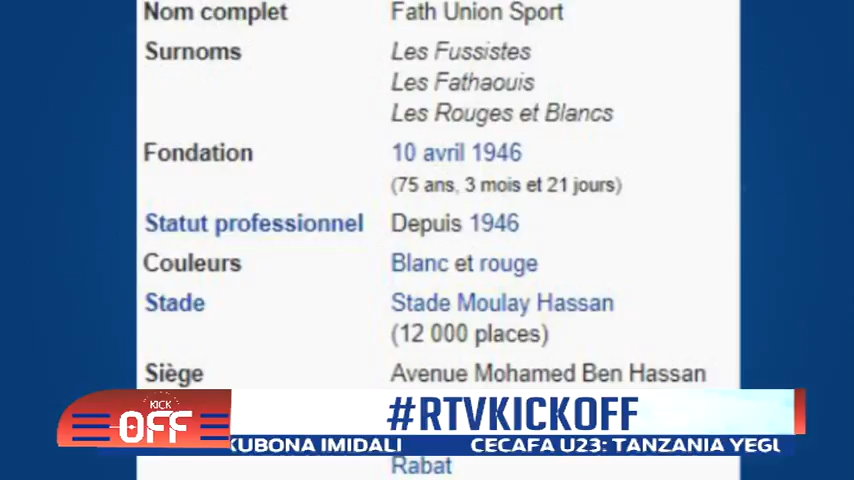 Nom complet Fath Union Sport
Surnoms Les Fussistes
Les Fathaouis
Les Rouges et Blancs
Fondation 10 avril 1946
(75 ans, 3 mois et 21 jours)
Statut professionnel Depuis 1946
Couleurs Blanc et rouge
Stade Stade Moulay Hassan
(12 000 places)
Siège Avenue Mohamed Ben Hassan
KICK
OFF
#RTVKICKOFF
KUBONA IMIDALI CECAFA U23: TANZANIA YEGU
Rabat